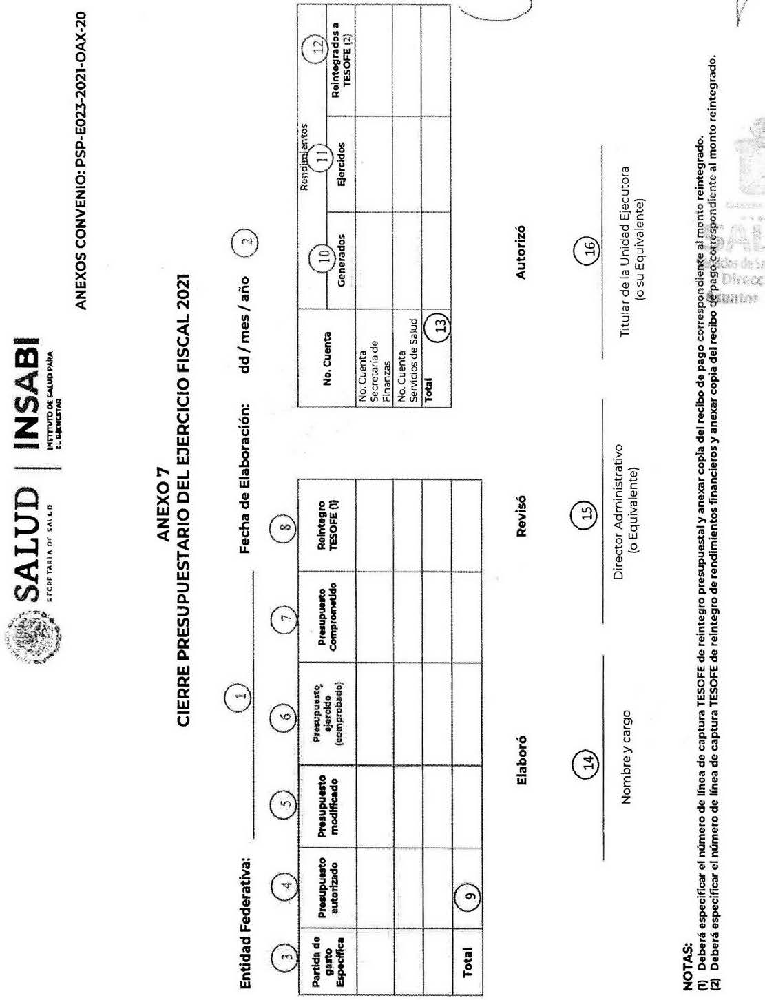 SALUD
SECRETARÍA DE SALUD
INSABI
INSTITUTO DE SALUD PARA
EL BIENESTAR
ANEXOS CONVENIO: PSP-E023-2021-OAX-20
ANEXO 7
CIERRE PRESUPUESTARIO DEL EJERCICIO FISCAL 2021
Entidad Federativa: 1
Fecha de Elaboración: dd / mes / año 2
3 4 5 6 7 8
Partida de
gasto
Específica
Presupuesto
autorizado
Presupuesto
modificado
Presupuesto
ejercido
(comprobado)
Presupuesto
Comprometido
Reintegro
TESOFE (1)
Total 9
No. Cuenta
Rendimientos
10 11 12
Generados
Ejercidos
Reintegrados a
TESOFE (2)
No. Cuenta
Secretaría de
Finanzas
No. Cuenta
Servicios de Salud
Total 13
Elaboró
14
Nombre y cargo
Revisó
15
Director Administrativo
(o Equivalente)
Autorizó
16
Titular de la Unidad Ejecutora
(o su Equivalente)
NOTAS:
(1) Deberá especificar el número de línea de captura TESOFE de reintegro presupuestal y anexar copia del recibo de pago correspondiente al monto reintegrado.
(2) Deberá especificar el número de línea de captura TESOFE de reintegro de rendimientos financieros y anexar copia del recibo de pago correspondiente al monto reintegrado.
Asuntos